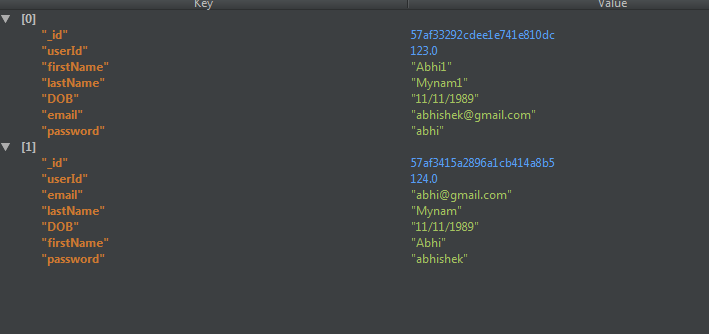 Key Value
[0]
"_id" 57af33292cdee1e741e810dc
"userId" 123.0
"firstName" "Abhi1"
"lastName" "Mynam1"
"DOB" "11/11/1989"
"email" "abhishek@gmail.com"
"password" "abhi"
[1]
"_id" 57af3415a2896a1cb414a8b5
"userId" 124.0
"email" "abhi@gmail.com"
"lastName" "Mynam"
"DOB" "11/11/1989"
"firstName" "Abhi"
"password" "abhishek"